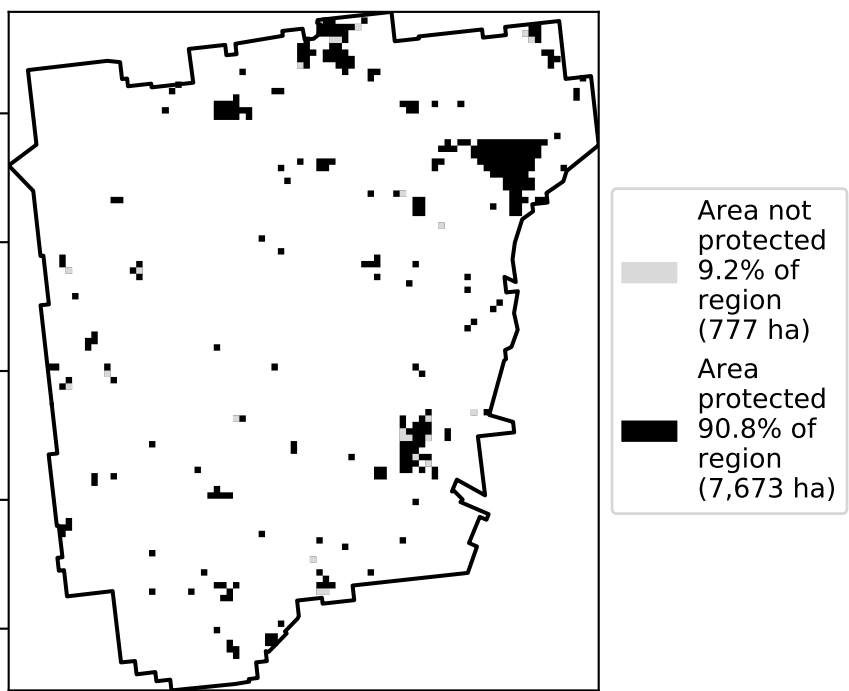 Area not
protected
9.2% of
region
(777 ha)
Area
protected
90.8% of
region
(7,673 ha)